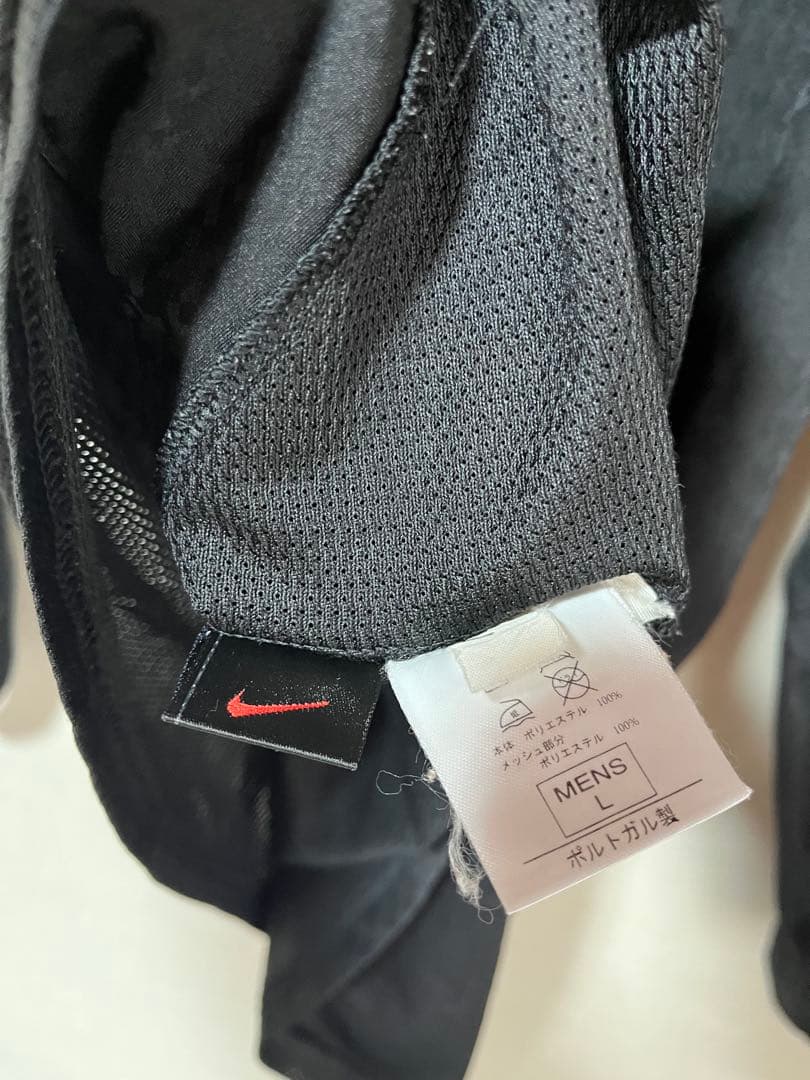 本体 ポリエステル 100%
メッシュ部分
ポリエステル 100%
MENS
L
ポルトガル製